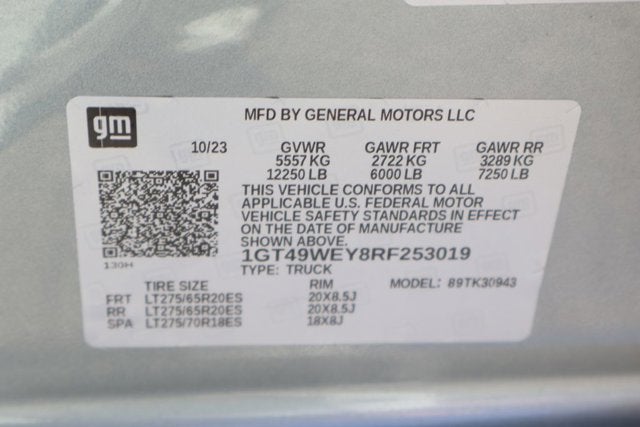 gm
MFD BY GENERAL MOTORS LLC
10/23 GVWR GAWR FRT GAWR RR
5557 KG 2722 KG 3289 KG
12250 LB 6000 LB 7250 LB
THIS VEHICLE CONFORMS TO ALL
APPLICABLE U.S. FEDERAL MOTOR
VEHICLE SAFETY STANDARDS IN EFFECT
ON THE DATE OF MANUFACTURE
SHOWN ABOVE.
1GT49WEY8RF253019
130H
TYPE: TRUCK MODEL: 89TK30943
TIRE SIZE RIM
FRT LT275/65R20ES 20X8.5J
RR LT275/65R20ES 20X8.5J
SPA LT275/70R18ES 18X8J